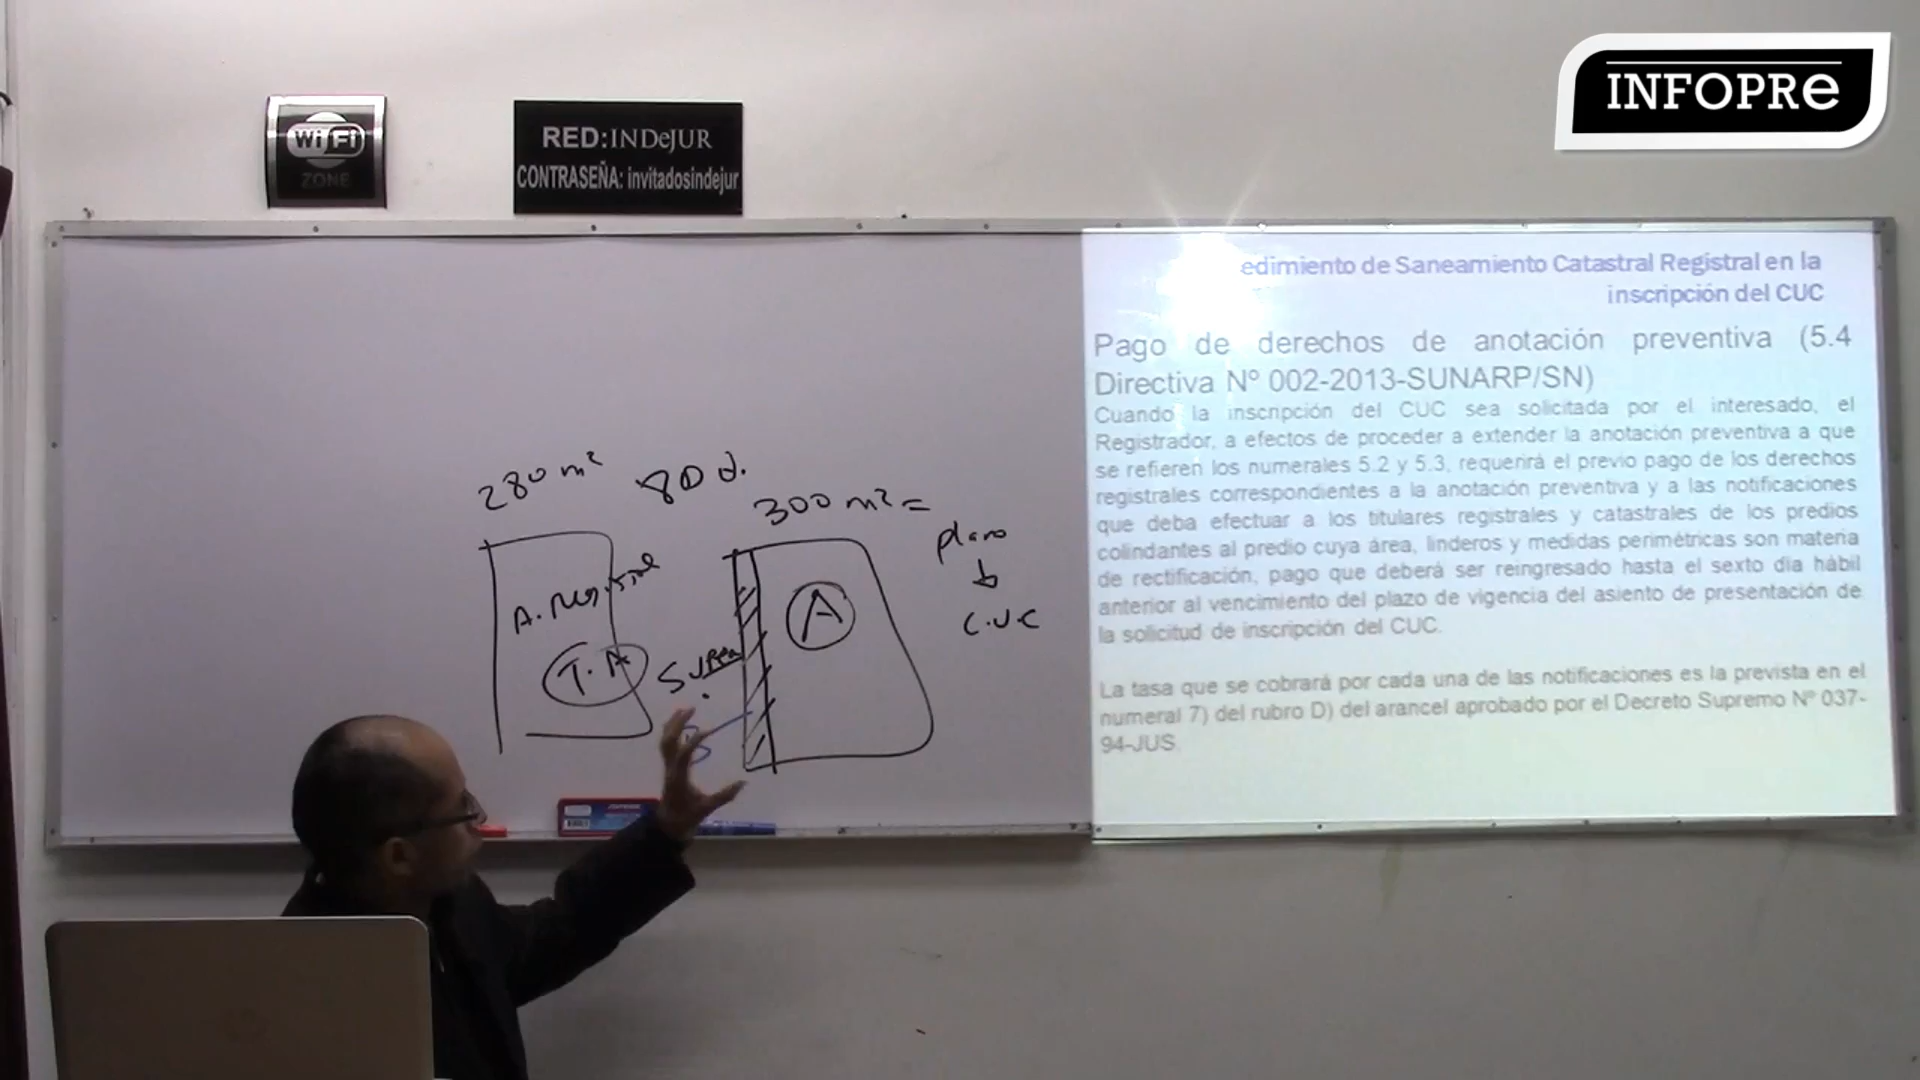 INFOPRe
Wi Fi
ZONE
RED:INDeJUR
CONTRASEÑA: invitadosindejur
edimiento de Saneamiento Catastral Registral en la
inscripción del CUC
Pago de derechos de anotación preventiva (5.4
Directiva Nº 002-2013-SUNARP/SN)
Cuando la inscripción del CUC sea solicitada por el interesado, el
Registrador, a efectos de proceder a extender la anotación preventiva a que
se refieren los numerales 5.2 y 5.3, requerirá el previo pago de los derechos
registrales correspondientes a la anotación preventiva y a las notificaciones
que deba efectuar a los titulares registrales y catastrales de los predios
colindantes al predio cuya área, linderos y medidas perimétricas son materia
de rectificación, pago que deberá ser reingresado hasta el sexto día hábil
anterior al vencimiento del plazo de vigencia del asiento de presentación de
la solicitud de inscripción del CUC.
La tasa que se cobrará por cada una de las notificaciones es la prevista en el
numeral 7) del rubro D) del arancel aprobado por el Decreto Supremo Nº 037-
94-JUS.
280 m²
300 m² =
plano
C.U.C
A. Registral
T. A
A